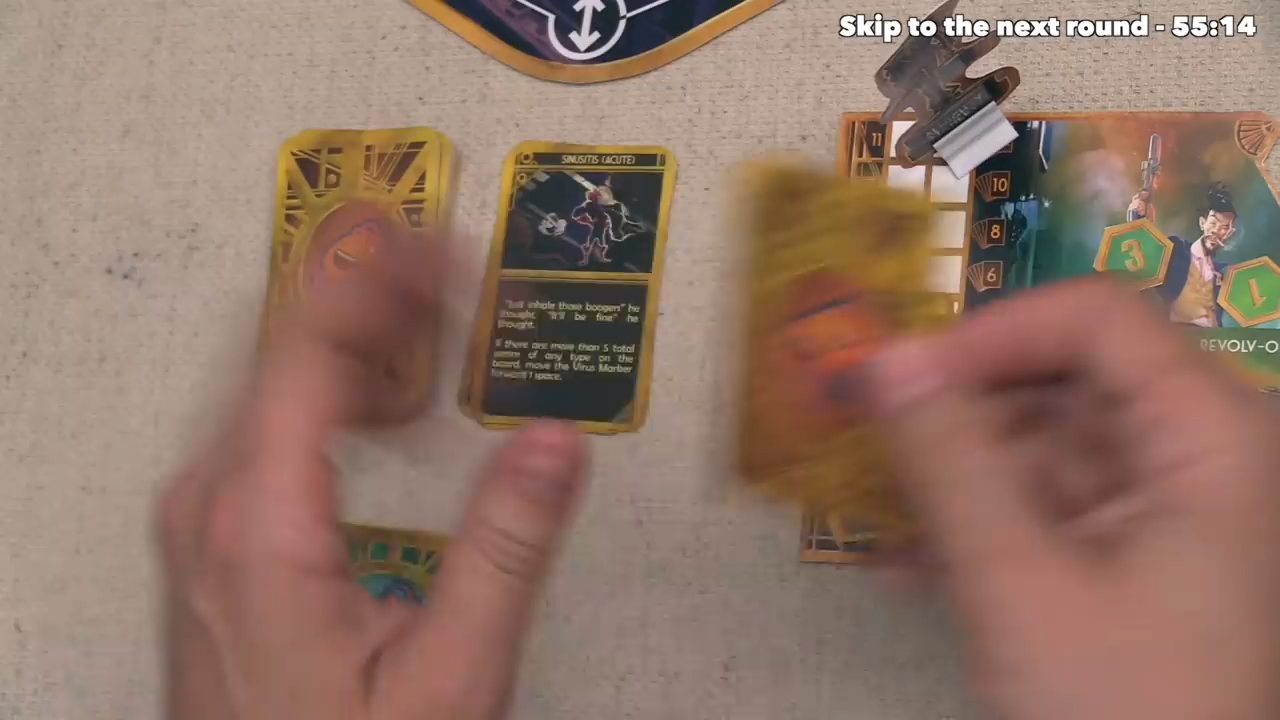 Skip to the next round - 55:14
11
10
8
6
3
1
REVOLV-O
SINUSITIS (ACUTE)
"Just inhale those boogers" he
thought, "It'll be fine" he
thought.
If there are more than 5 total
of any type on the
board, move the Virus Marker
forward 1 space.